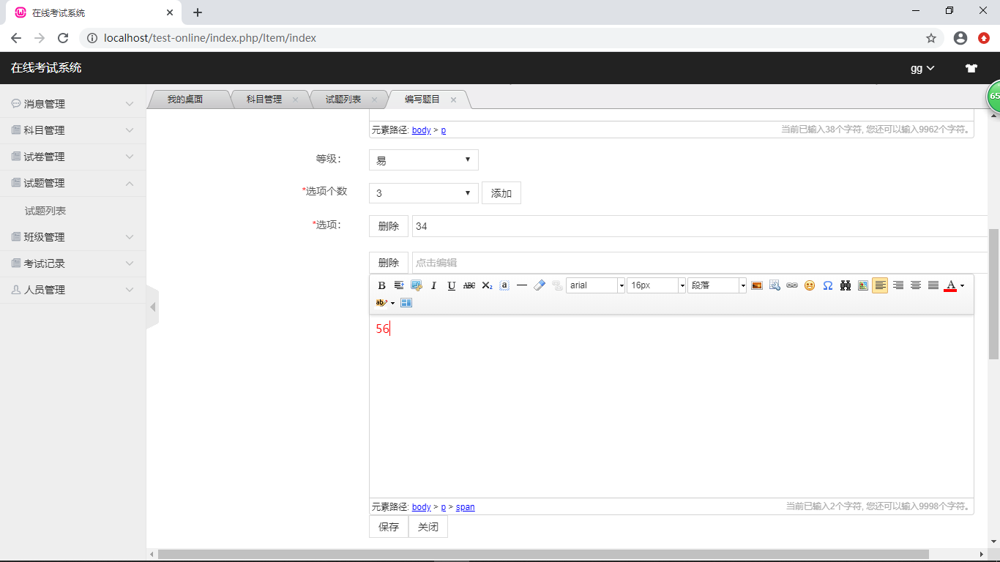 在线考试系统
localhost/test-online/index.php/Item/index
在线考试系统
gg
65
消息管理
科目管理
试卷管理
试题管理
试题列表
班级管理
考试记录
人员管理
我的桌面 科目管理 试题列表 编写题目
元素路径: body > p
当前已输入38个字符, 您还可以输入9962个字符。
等级：
易
*选项个数
3
添加
*选项：
删除
34
删除
点击编辑
B I U ABC X₂ a arial 16px 段落 Ω A
ab
56
元素路径: body > p > span
当前已输入2个字符, 您还可以输入9998个字符。
保存 关闭